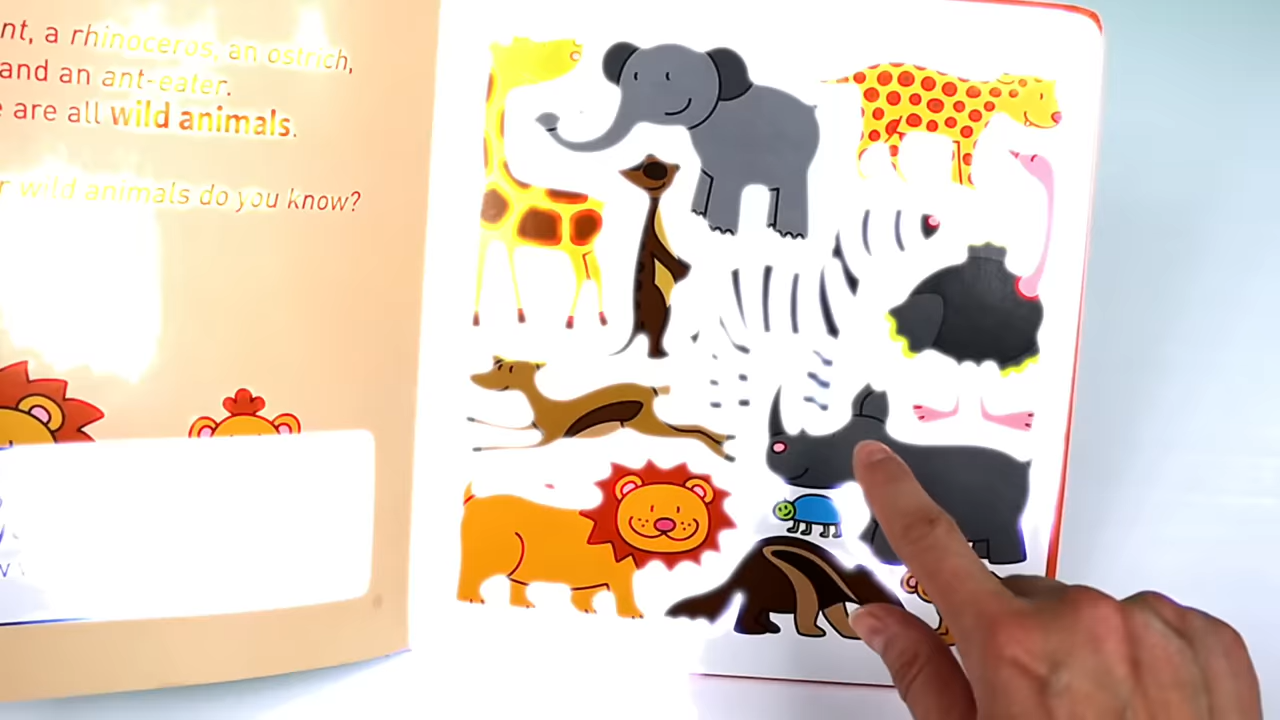 nt, a rhinoceros, an ostrich,
and an ant-eater.
e are all wild animals.
r wild animals do you know?